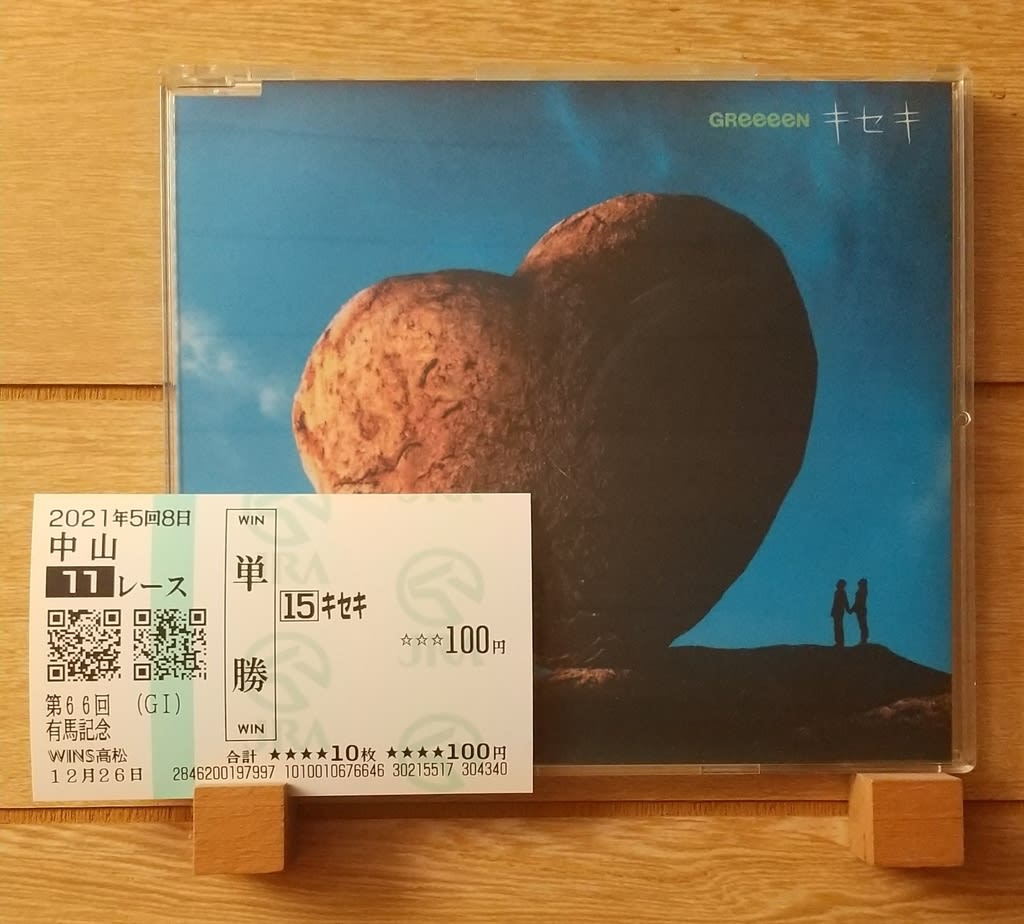 GReeeeN キセキ
2021年5回8日
中山
11レース
第66回 (GⅠ)
有馬記念
WINS高松
12月26日
WIN
単勝
WIN
15 キセキ
☆☆☆100円
合計 ★★★★10枚 ★★★★100円
2846200197997 1010010676646 30215517 304340
JRA
JRA
JRA